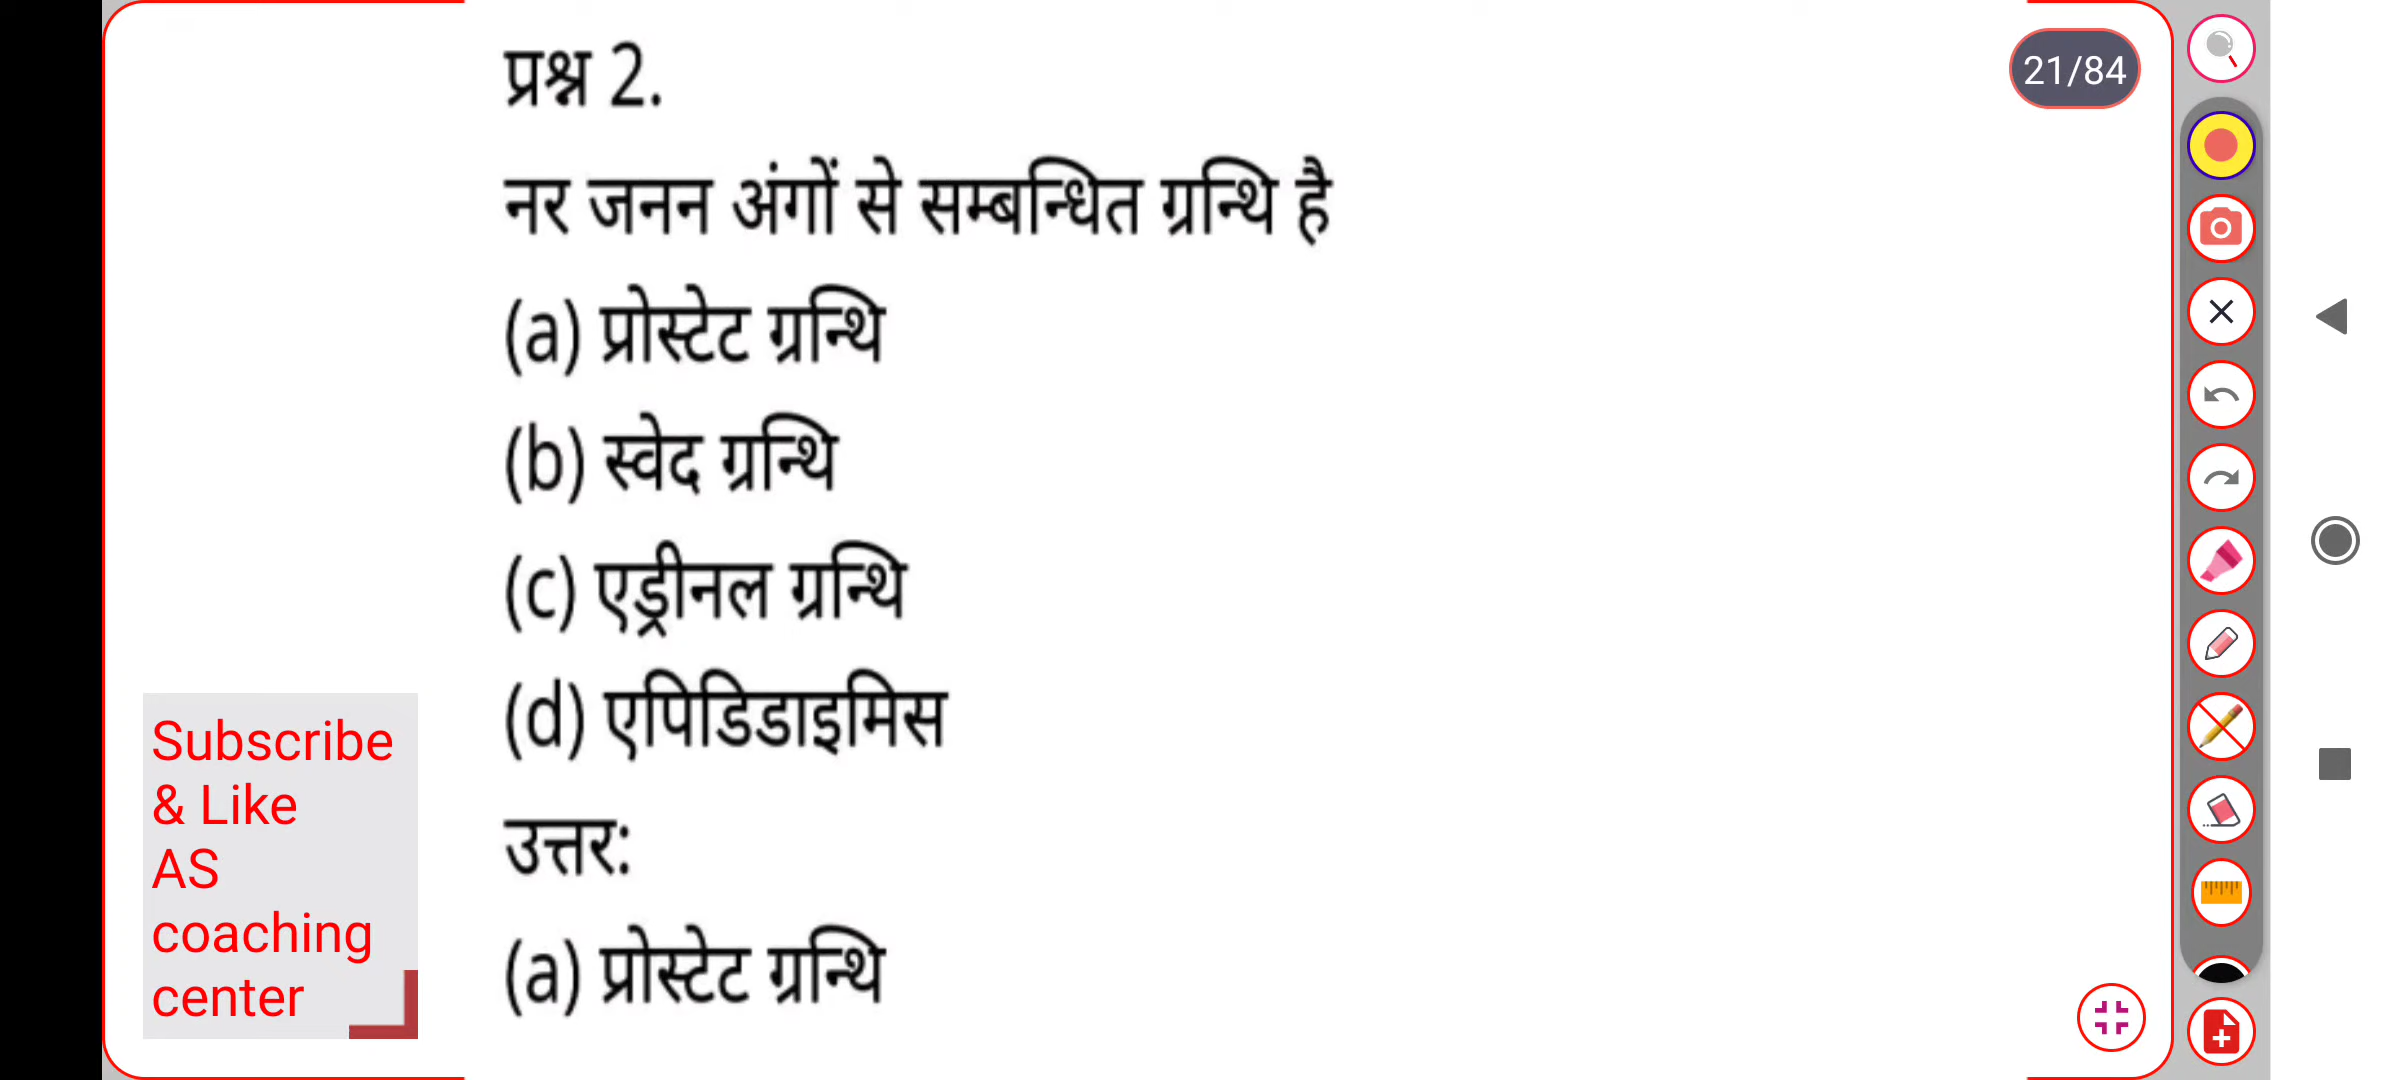 प्रश्न 2.
21/84
नर जनन अंगों से सम्बन्धित ग्रन्थि है
(a) प्रोस्टेट ग्रन्थि
(b) स्वेद ग्रन्थि
(c) एड्रीनल ग्रन्थि
(d) एपिडिडाइमिस
उत्तर:
(a) प्रोस्टेट ग्रन्थि
Subscribe
& Like
AS
coaching
center